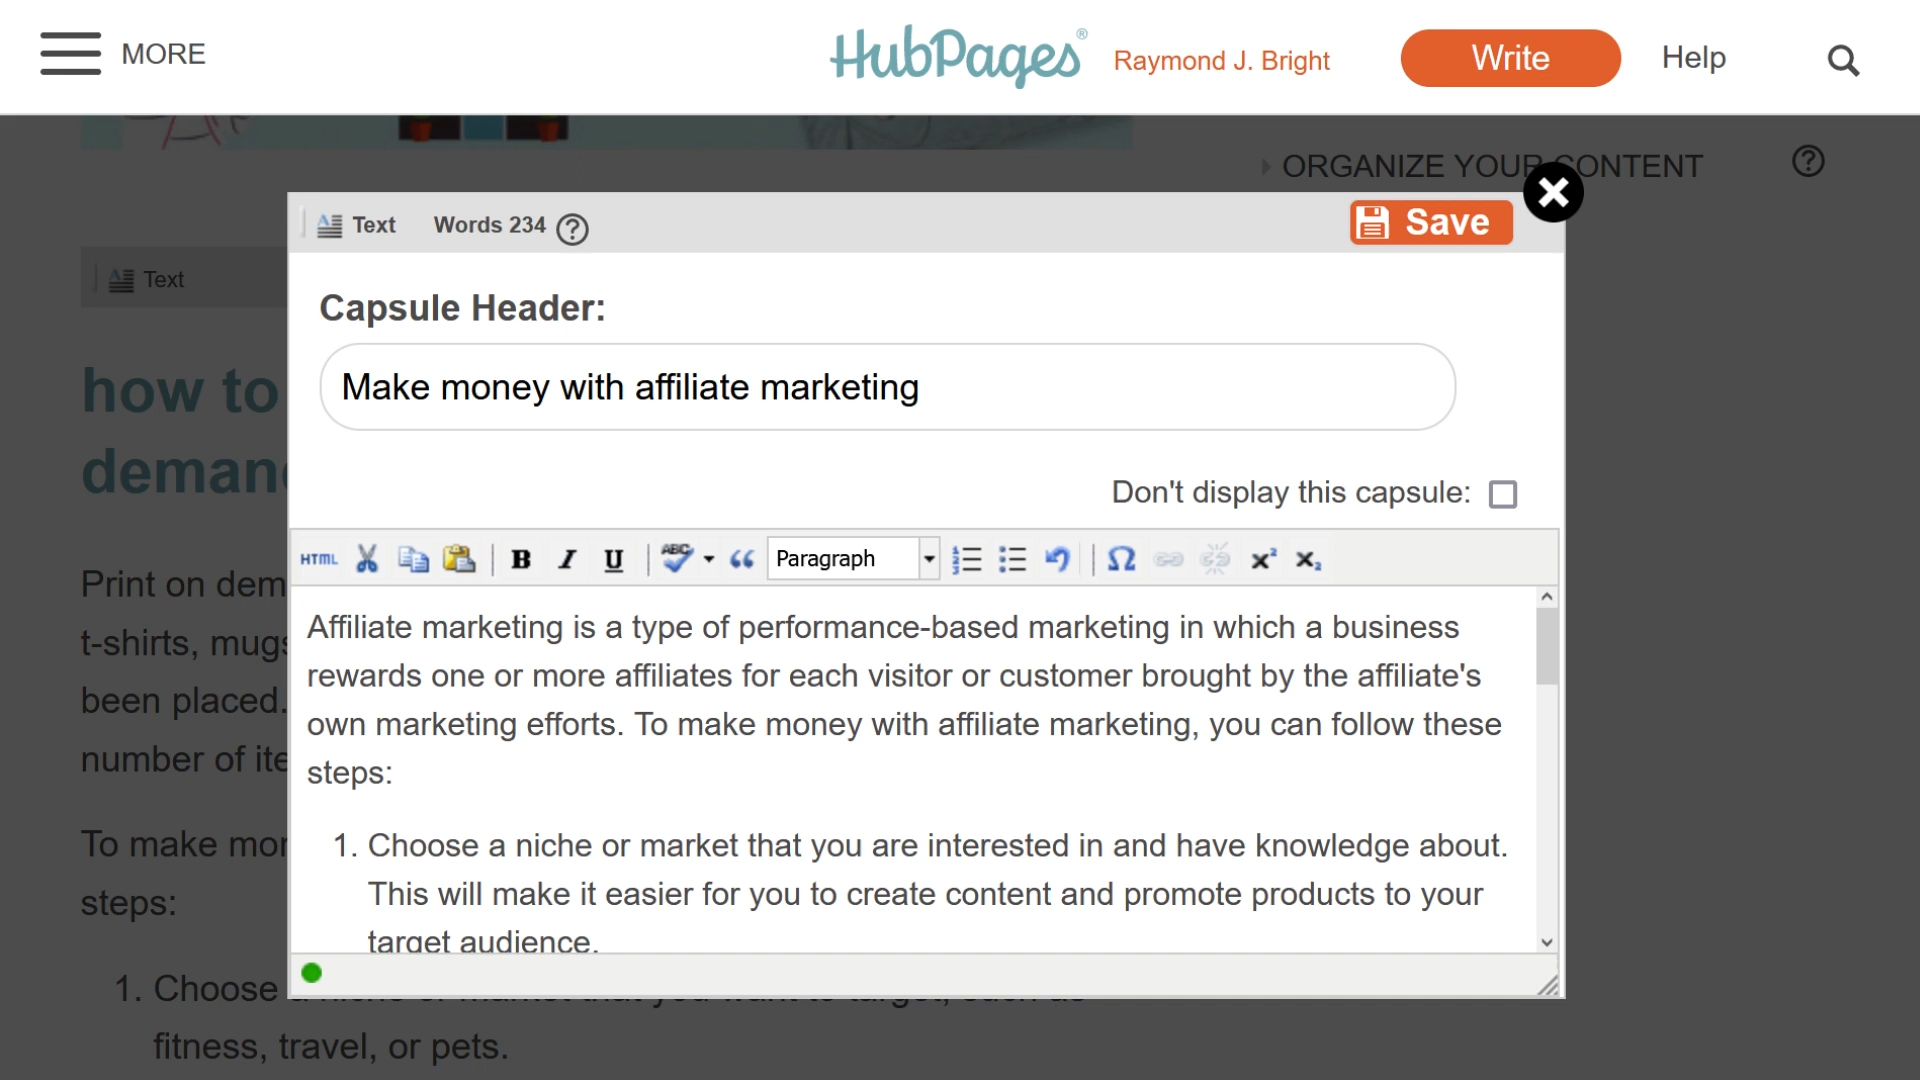 MORE
HubPages®
Raymond J. Bright
Write
Help
ORGANIZE YOUR CONTENT
Text
Words 234
Save
Text
Capsule Header:
Make money with affiliate marketing
how to
Don't display this capsule:
HTML
B I U
ABC
Paragraph
Ω
x²
x₂
Print on dem
t-shirts, mugs
been placed.
number of ite
Affiliate marketing is a type of performance-based marketing in which a business
rewards one or more affiliates for each visitor or customer brought by the affiliate's
own marketing efforts. To make money with affiliate marketing, you can follow these
steps:
1. Choose a niche or market that you are interested in and have knowledge about.
This will make it easier for you to create content and promote products to your
target audience.
To make mon
steps:
1. Choose
fitness, travel, or pets.